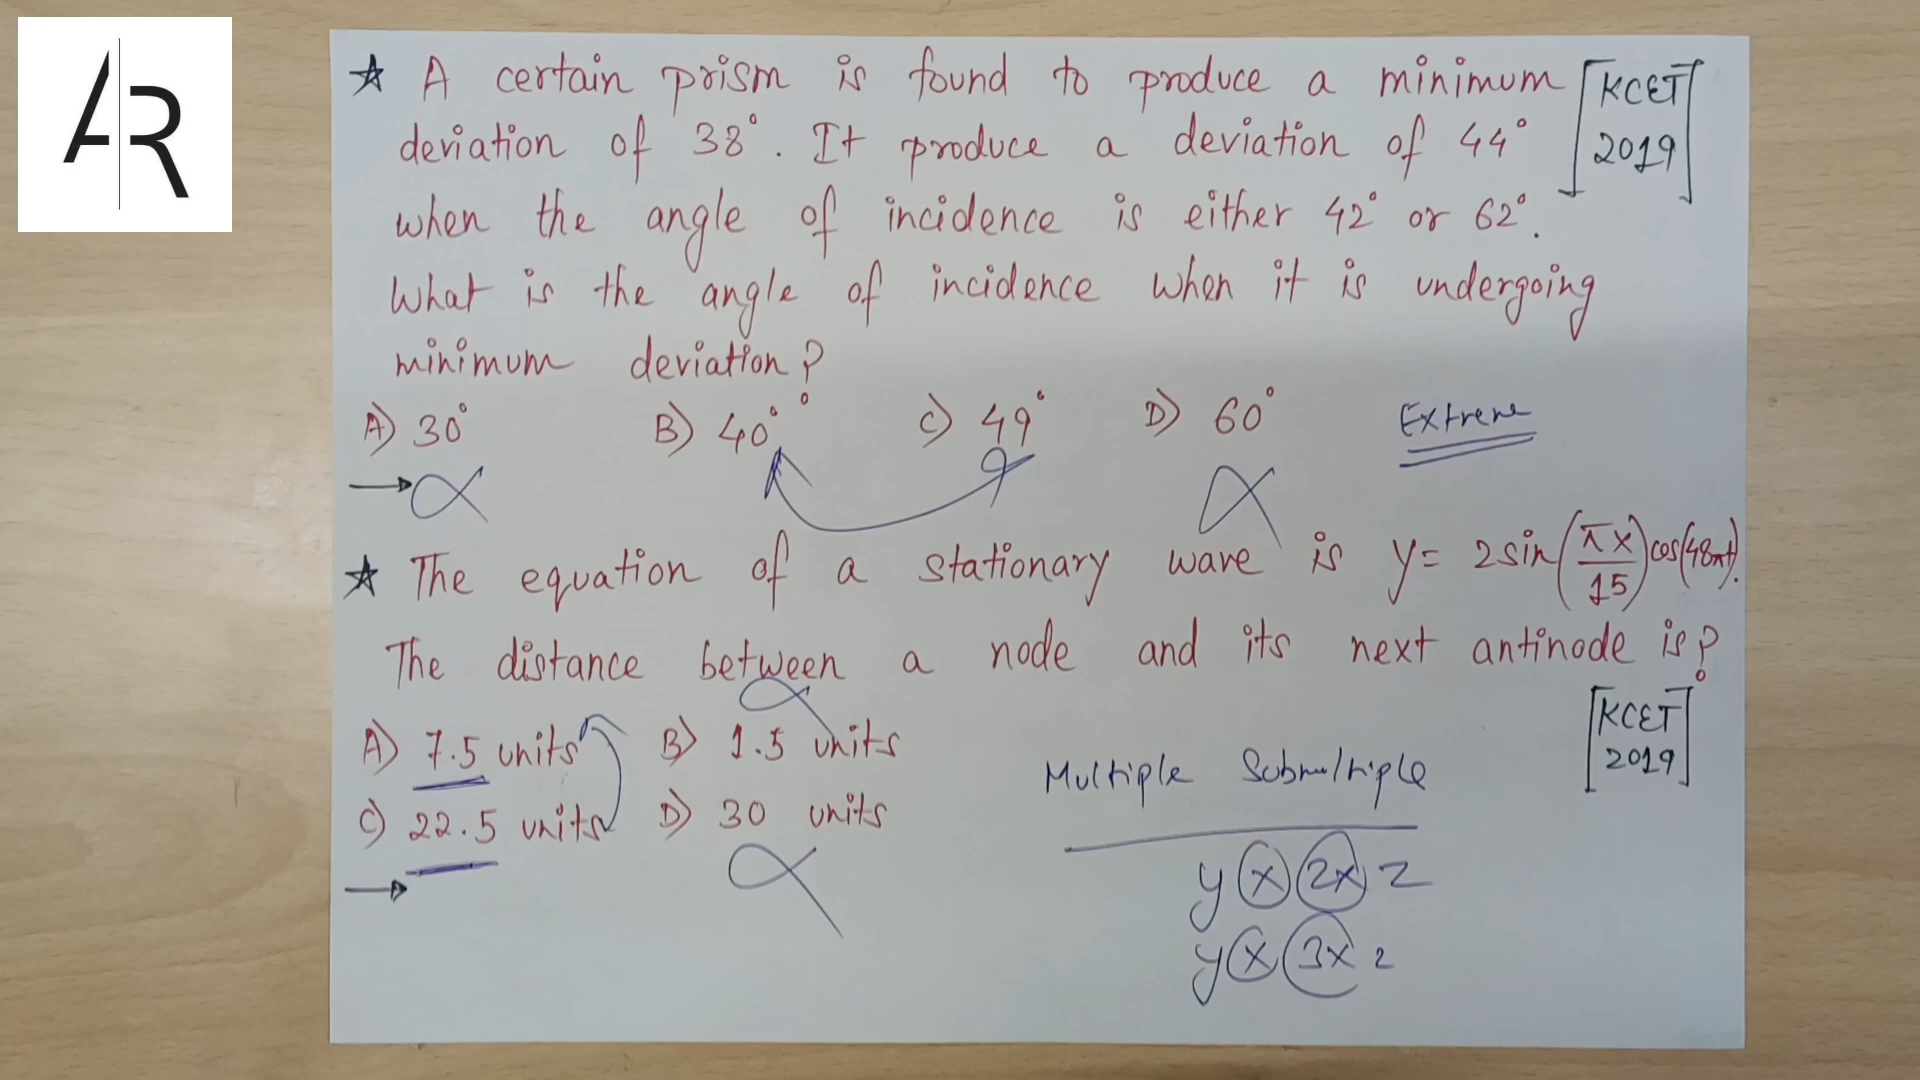 AR
☆ A certain prism is found to produce a minimum [KCET 2019]
deviation of 38°. It produce a deviation of 44°
when the angle of incidence is either 42° or 62°.
What is the angle of incidence when it is undergoing
minimum deviation?
A) 30° B) 40° C) 49° D) 60° Extreme
☆ The equation of a stationary wave is y = 2sin(πx/15)cos(48πt).
The distance between a node and its next antinode is?
[KCET 2019]
A) 7.5 units B) 1.5 units
C) 22.5 units D) 30 units
Multiple Submultiple
y x 2x z
y x 3x z